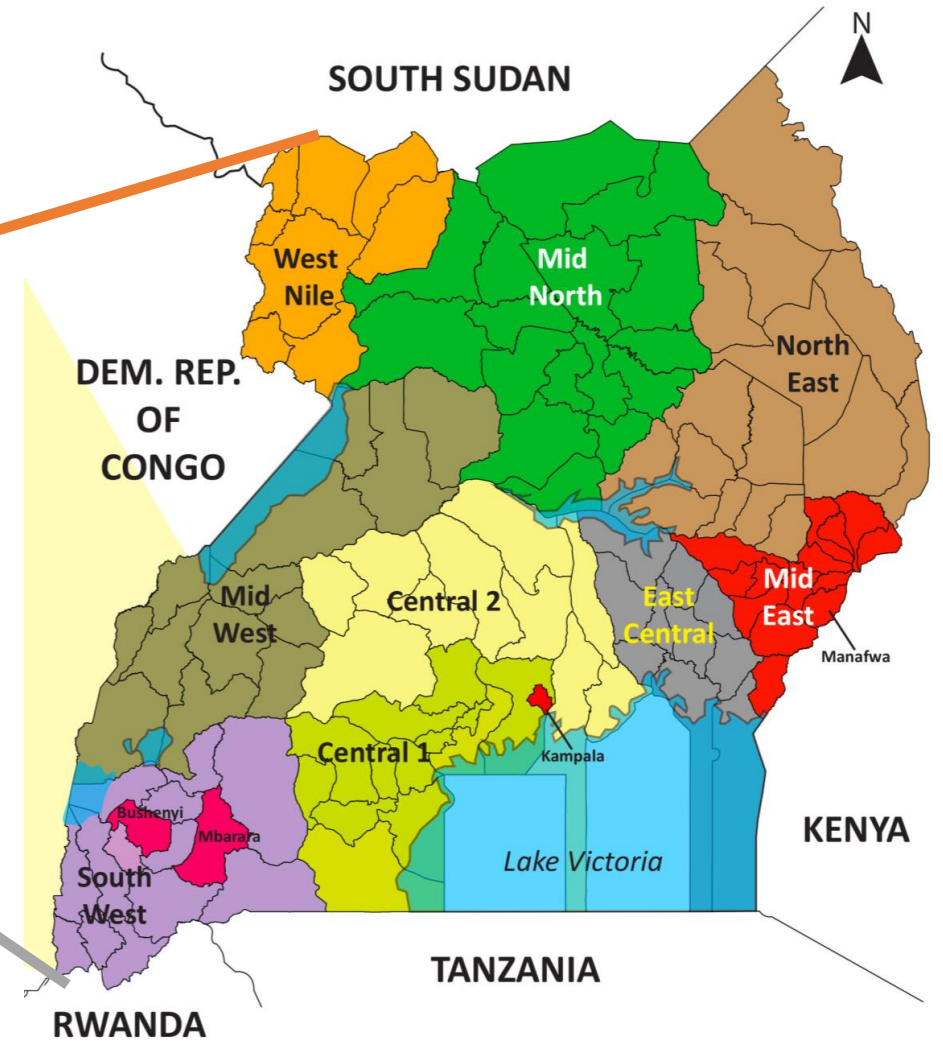 N
SOUTH SUDAN
West
Nile
Mid
North
North
East
DEM. REP.
OF
CONGO
Mid
West
Central 2
East
Central
Mid
East
Manafwa
Central 1
Kampala
Bushenyi
Mbarara
South
West
Lake Victoria
KENYA
TANZANIA
RWANDA